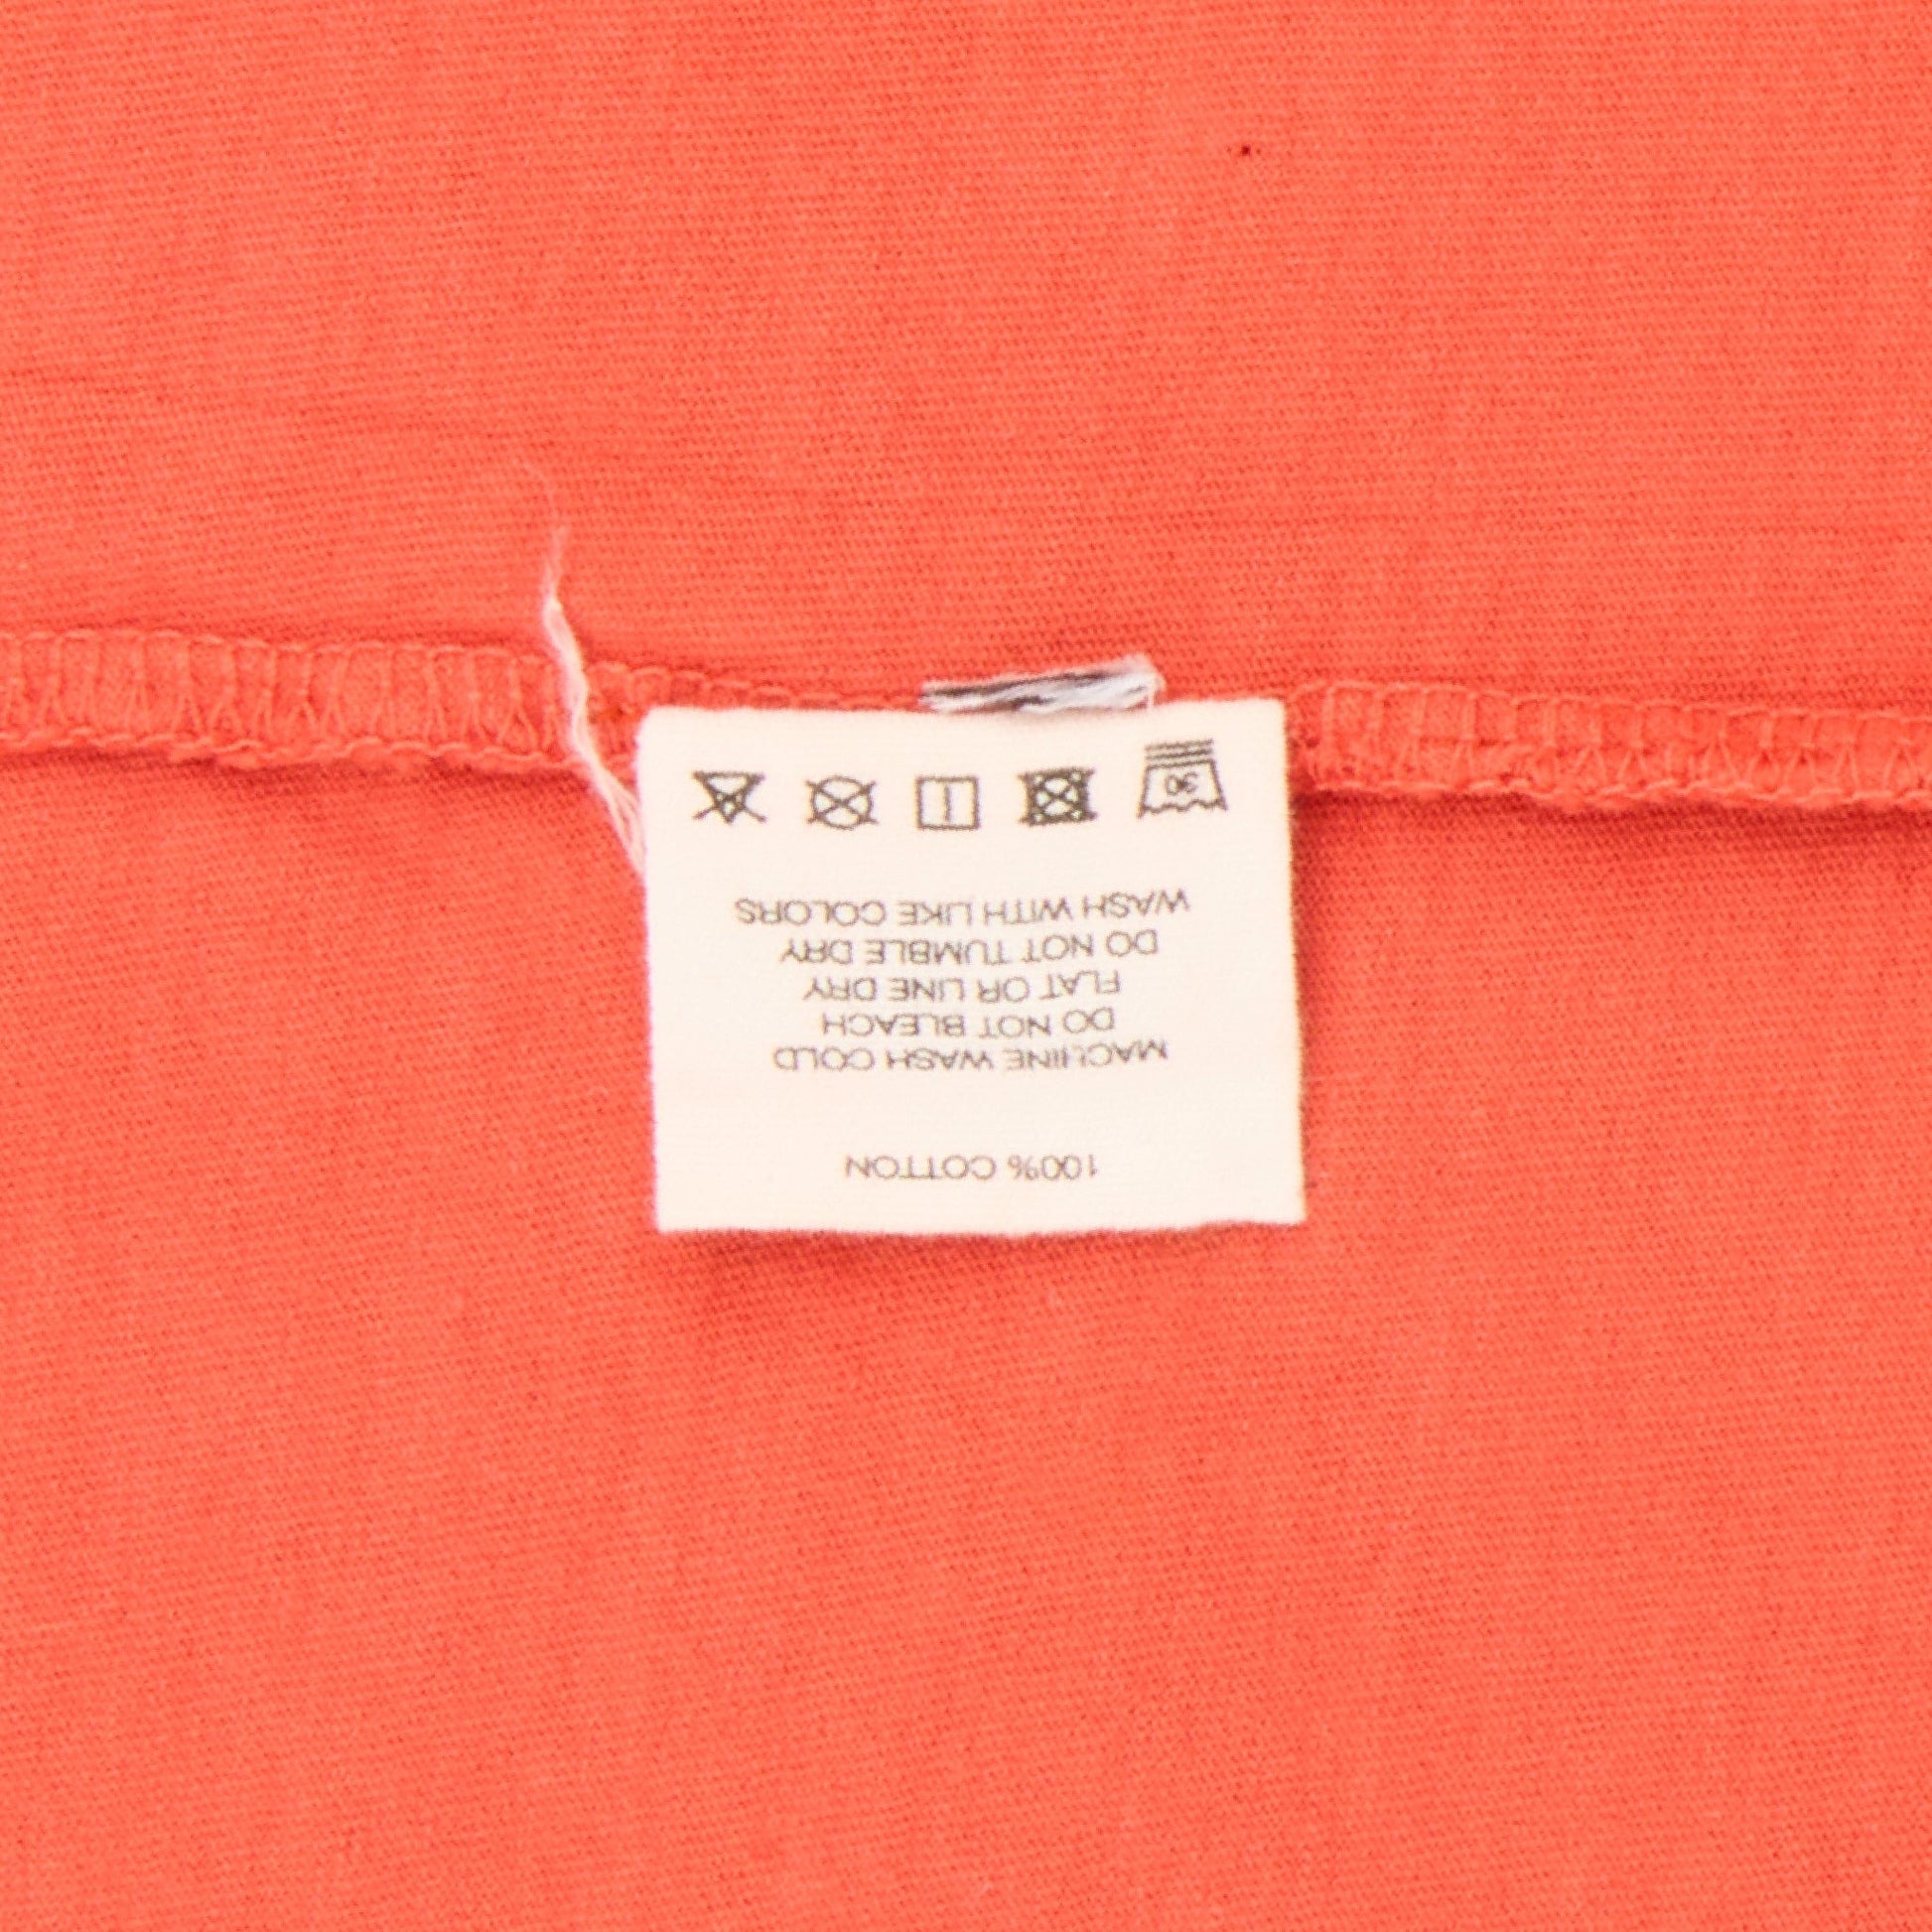 100% COTTON
MACHINE WASH COLD
DO NOT BLEACH
FLAT OR LINE DRY
DO NOT TUMBLE DRY
WASH WITH LIKE COLORS
30